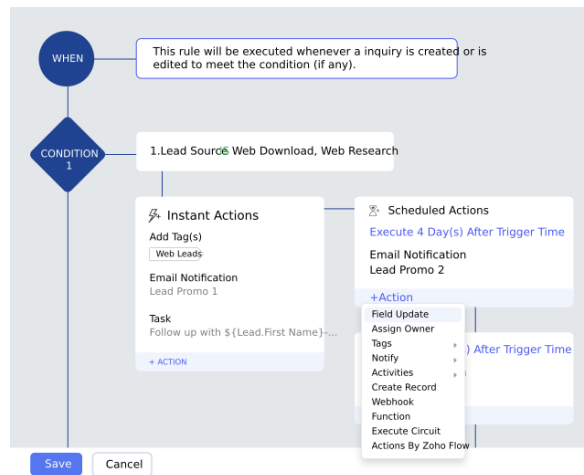 WHEN
This rule will be executed whenever a inquiry is created or is
edited to meet the condition (if any).
CONDITION
1
1.Lead Source IS Web Download, Web Research
Instant Actions
Add Tag(s)
Web Leads
Email Notification
Lead Promo 1
Task
Follow up with ${Lead.First Name}-...
+ ACTION
Scheduled Actions
Execute 4 Day(s) After Trigger Time
Email Notification
Lead Promo 2
+Action
Field Update
Assign Owner
Tags
Notify
Activities
Create Record
Webhook
Function
Execute Circuit
Actions By Zoho Flow
) After Trigger Time
Save
Cancel